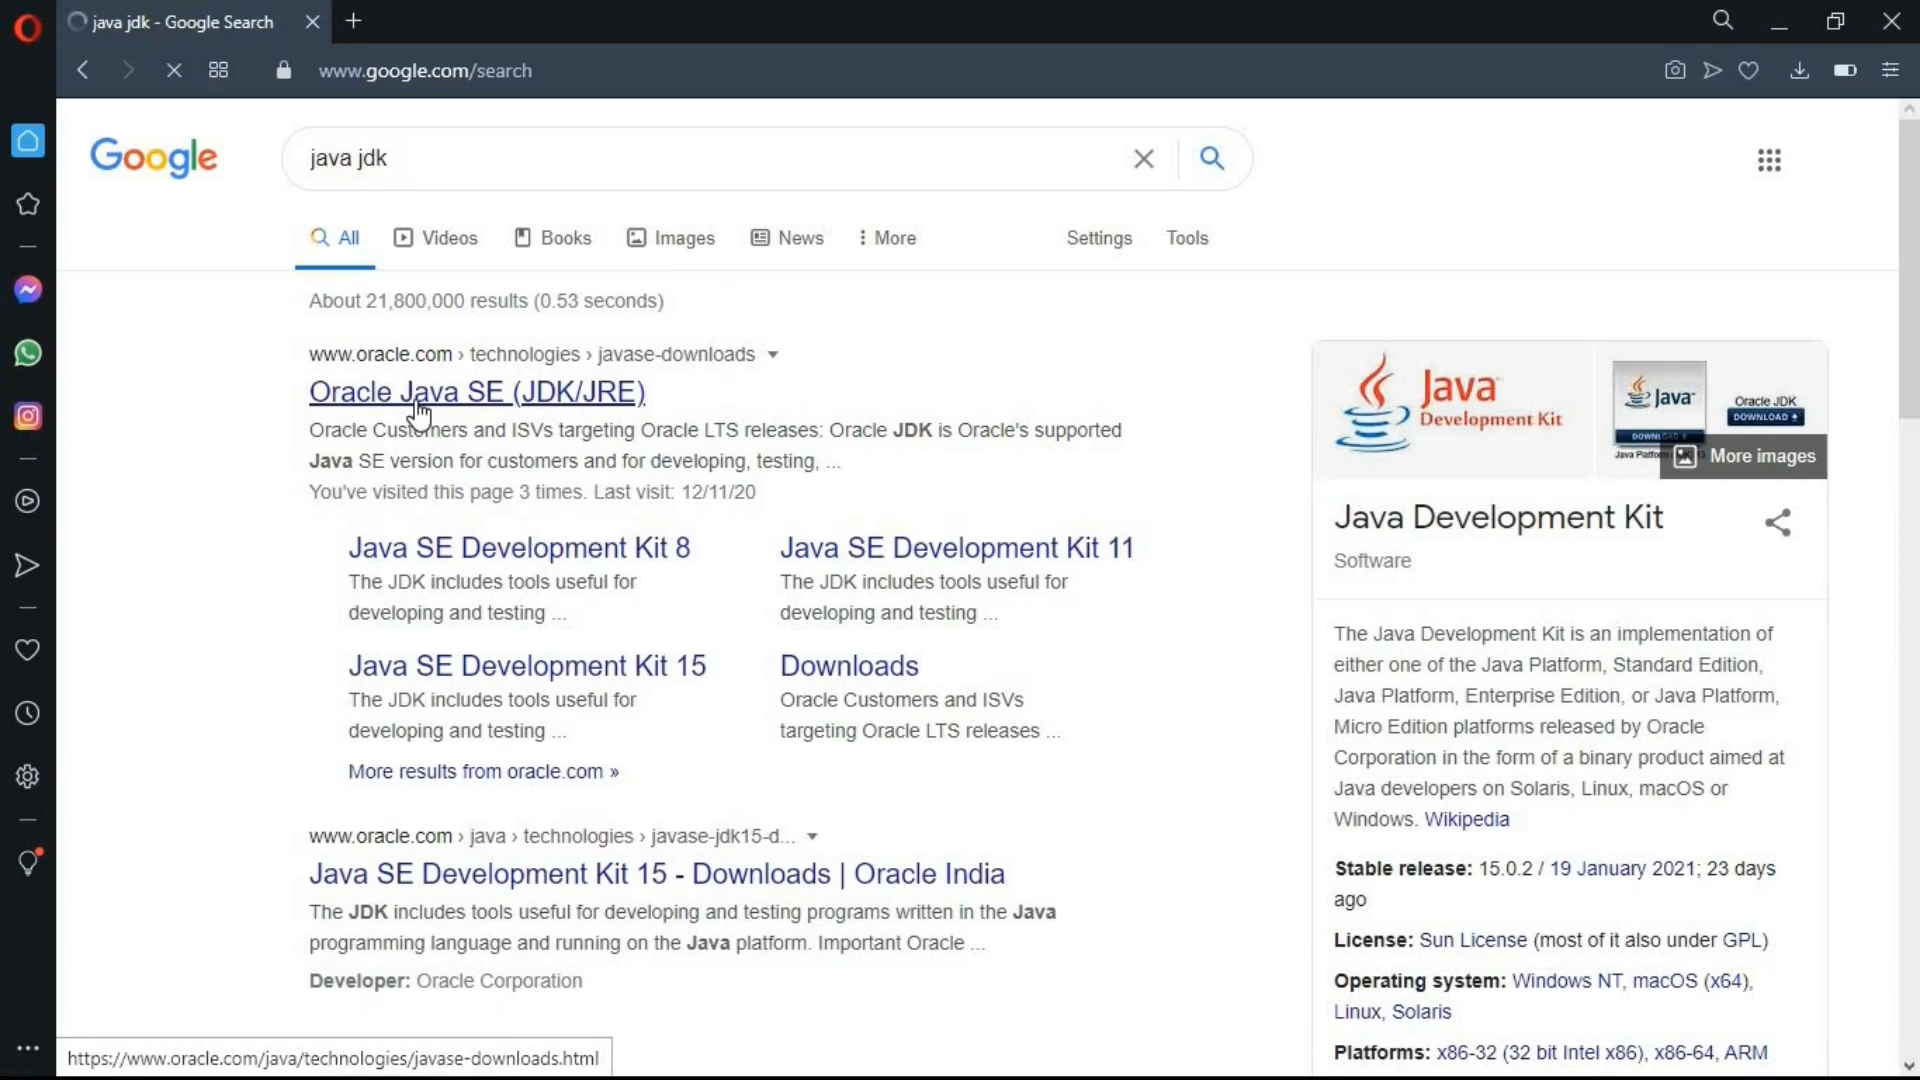 java jdk - Google Search
www.google.com/search
Google
java jdk
All
Videos
Books
Images
News
More
Settings
Tools
About 21,800,000 results (0.53 seconds)
www.oracle.com › technologies › javase-downloads
Oracle Java SE (JDK/JRE)
Oracle Customers and ISVs targeting Oracle LTS releases: Oracle JDK is Oracle's supported
Java SE version for customers and for developing, testing, ...
You've visited this page 3 times. Last visit: 12/11/20
Java SE Development Kit 8
The JDK includes tools useful for
developing and testing ...
Java SE Development Kit 11
The JDK includes tools useful for
developing and testing ...
Java SE Development Kit 15
The JDK includes tools useful for
developing and testing ...
Downloads
Oracle Customers and ISVs
targeting Oracle LTS releases ...
More results from oracle.com »
www.oracle.com › java › technologies › javase-jdk15-d...
Java SE Development Kit 15 - Downloads | Oracle India
The JDK includes tools useful for developing and testing programs written in the Java
programming language and running on the Java platform. Important Oracle ...
Developer: Oracle Corporation
Java
Development Kit
Java
DOWNLOAD
Oracle JDK
DOWNLOAD
More images
Java Development Kit
Software
The Java Development Kit is an implementation of
either one of the Java Platform, Standard Edition,
Java Platform, Enterprise Edition, or Java Platform,
Micro Edition platforms released by Oracle
Corporation in the form of a binary product aimed at
Java developers on Solaris, Linux, macOS or
Windows. Wikipedia
Stable release: 15.0.2 / 19 January 2021; 23 days
ago
License: Sun License (most of it also under GPL)
Operating system: Windows NT, macOS (x64),
Linux, Solaris
Platforms: x86-32 (32 bit Intel x86), x86-64, ARM
https://www.oracle.com/java/technologies/javase-downloads.html